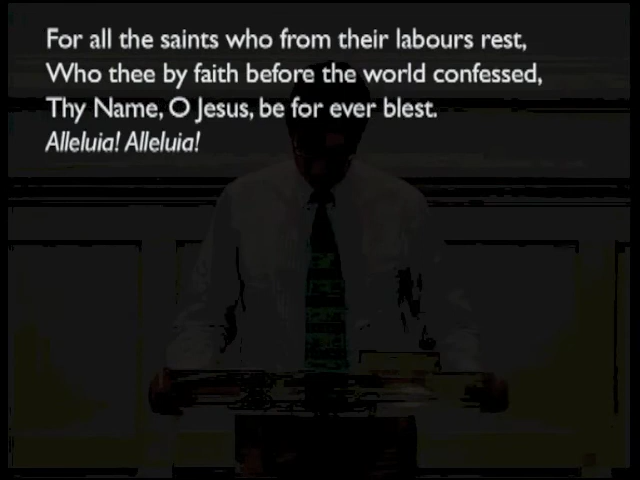 For all the saints who from their labours rest,
Who thee by faith before the world confessed,
Thy Name, O Jesus, be for ever blest.
Alleluia! Alleluia!